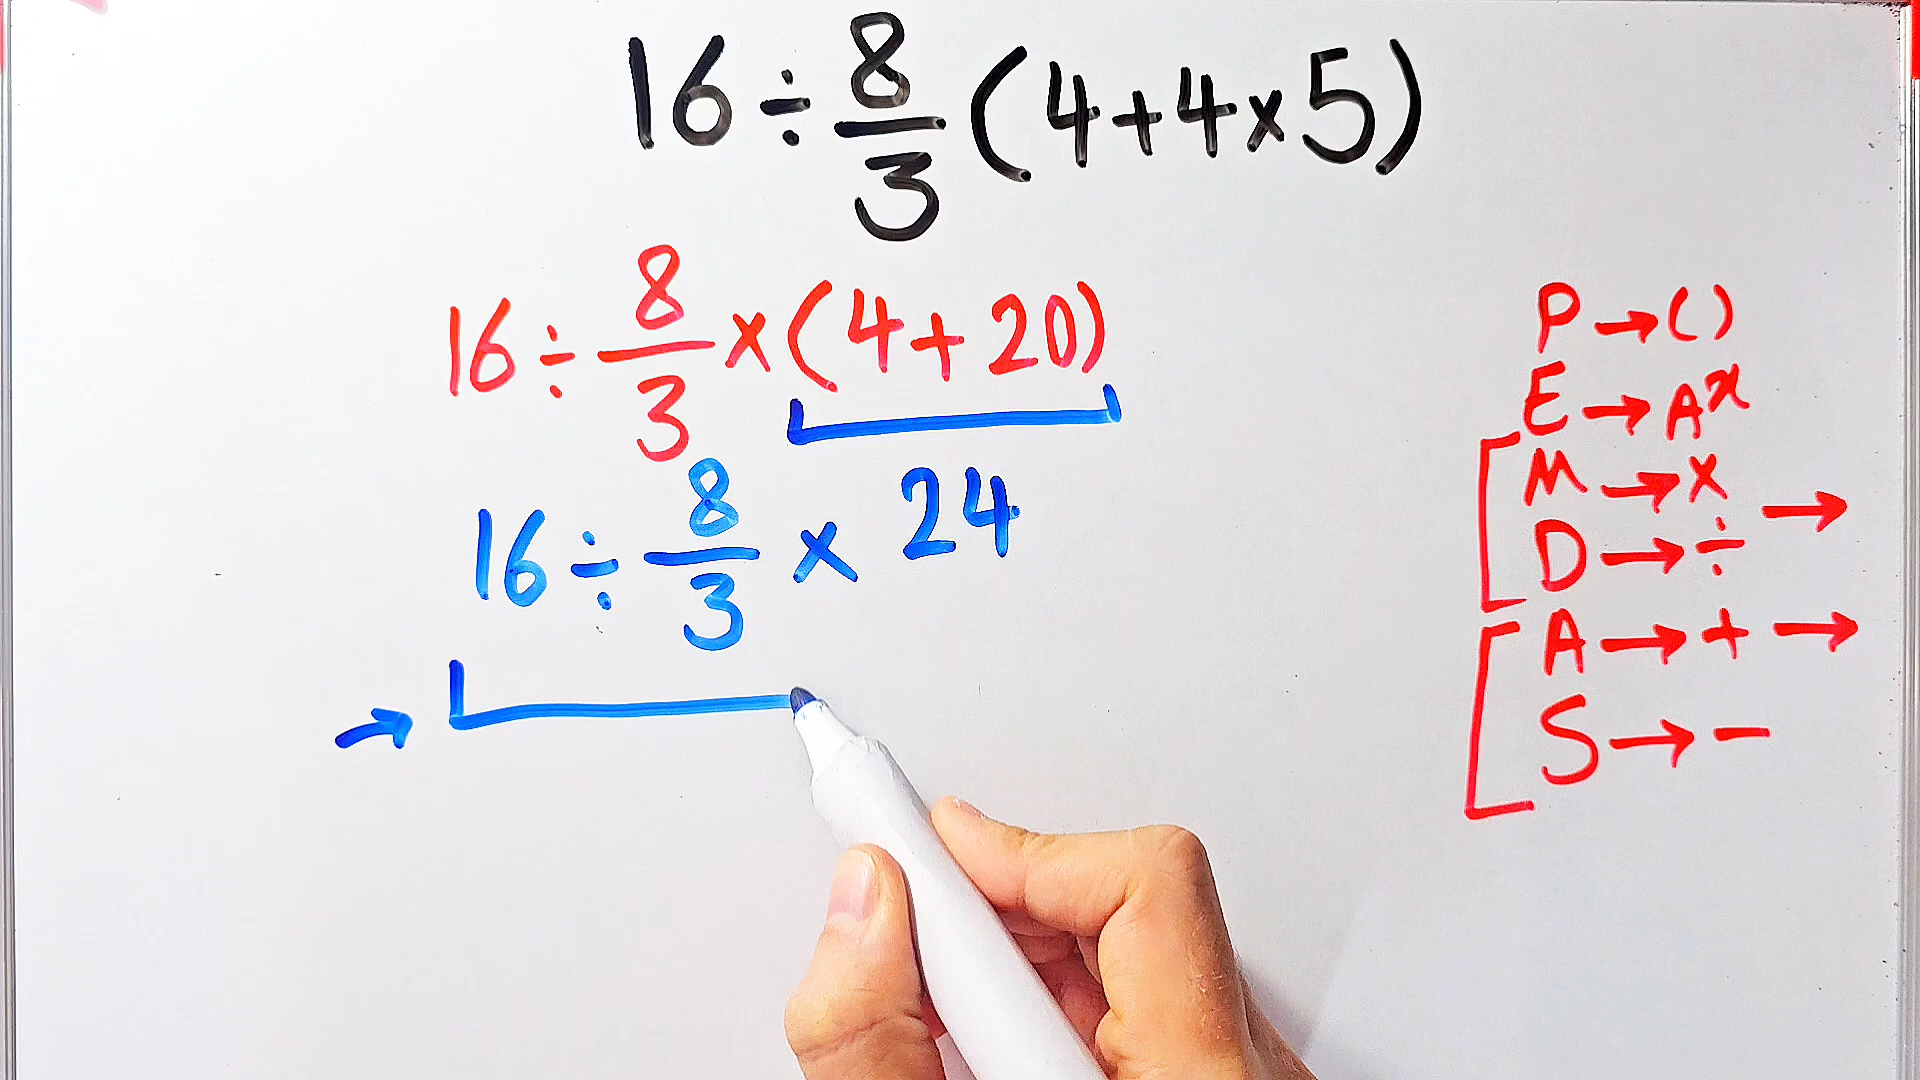 16 ÷ 8/3 (4+4×5)
16 ÷ 8/3 × (4+20)
16 ÷ 8/3 × 24
→
P → ()
E → A^x
M → ×
D → ÷ →
A → + →
S → −